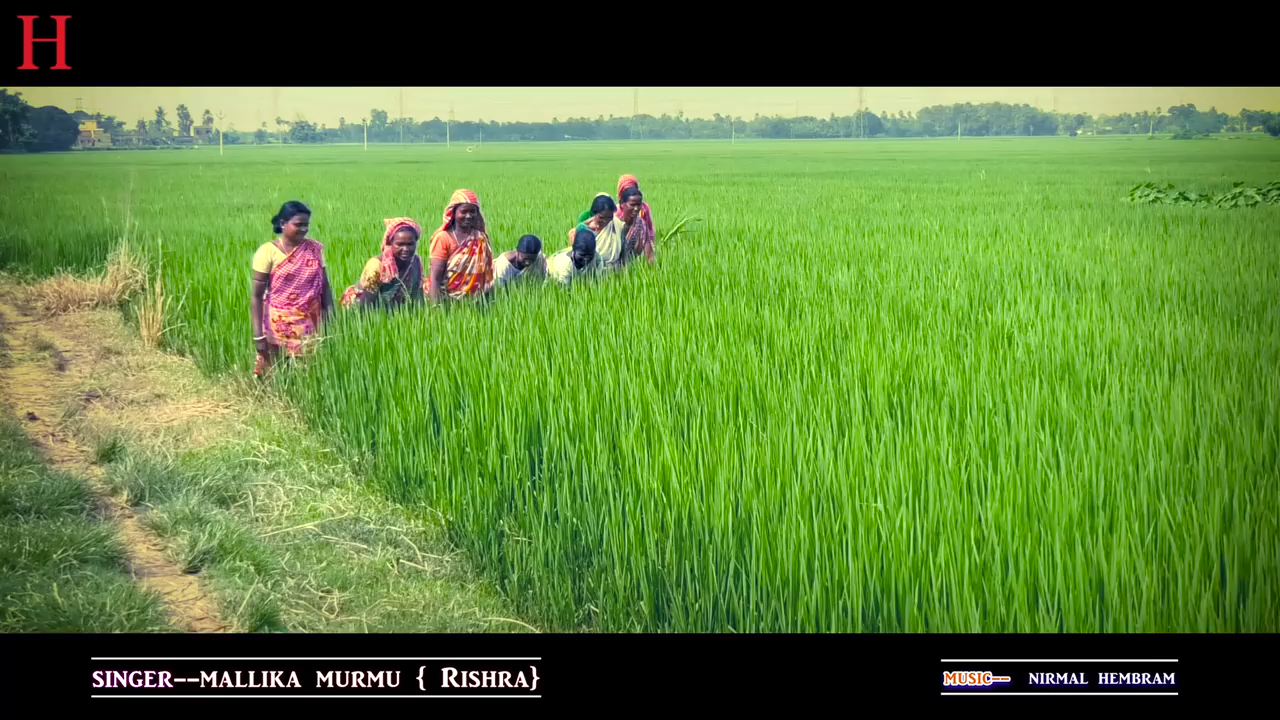 H
SINGER--MALLIKA MURMU { RISHRA}
MUSIC-- NIRMAL HEMBRAM